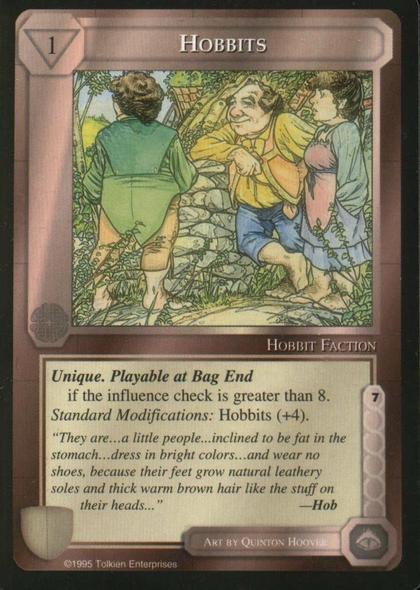 1
HOBBITS
HOBBIT FACTION
Unique. Playable at Bag End
if the influence check is greater than 8.
Standard Modifications: Hobbits (+4).
7
"They are...a little people...inclined to be fat in the
stomach...dress in bright colors...and wear no
shoes, because their feet grow natural leathery
soles and thick warm brown hair like the stuff on
their heads..." —Hob
ART BY QUINTON HOOVER
©1995 Tolkien Enterprises